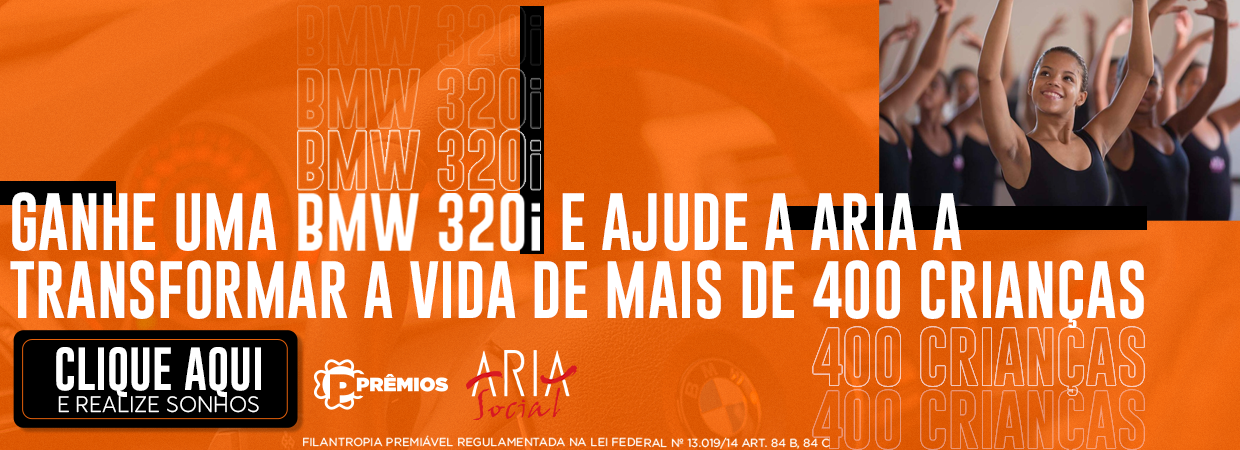 BMW 320i
BMW 320i
BMW 320i
GANHE UMA BMW 320i E AJUDE A ARIA A
TRANSFORMAR A VIDA DE MAIS DE 400 CRIANÇAS
400 CRIANÇAS
400 CRIANÇAS
CLIQUE AQUI
E REALIZE SONHOS
P PRÊMIOS
ARIA
Social
BMW
FILANTROPIA PREMIÁVEL REGULAMENTADA NA LEI FEDERAL Nº 13.019/14 ART. 84 B, 84 C